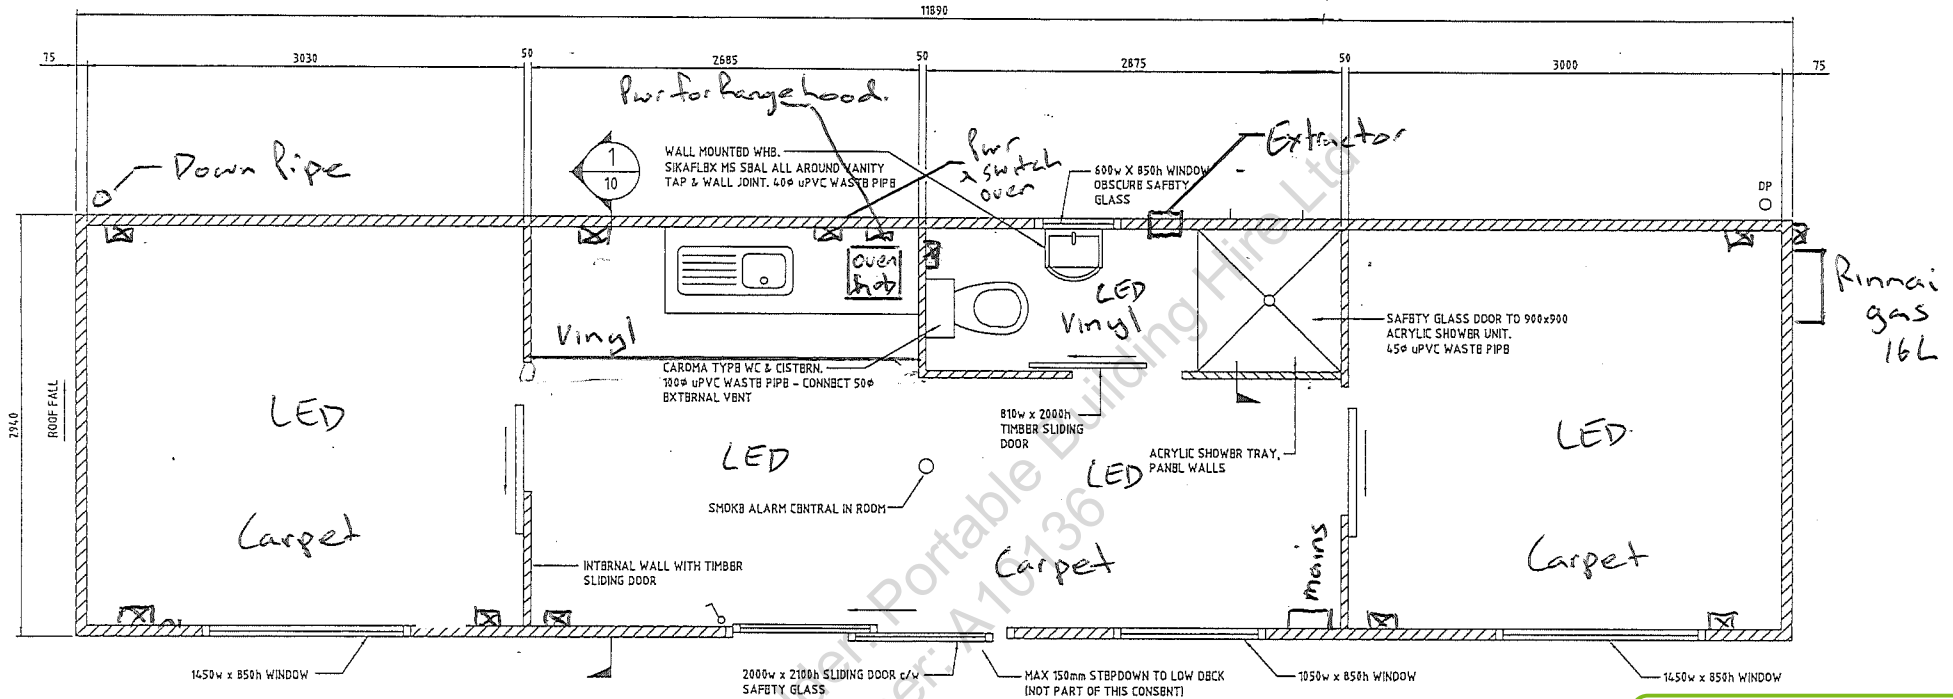 11890
75
3030
50
2685
50
2875
50
3000
75
Pwr for Rangehood.
Down Pipe
1
10
WALL MOUNTED WHB.
SIKAFLEX MS SEAL ALL AROUND VANITY
TAP & WALL JOINT. 40ø uPVC WASTE PIPE
Pwr
x switch
over
600w X 850h WINDOW
OBSCURE SAFETY
GLASS
Extractor
DP
oven
hob
LED
Vinyl
Vinyl
Rinnai
gas
16L
SAFETY GLASS DOOR TO 900x900
ACRYLIC SHOWER UNIT.
45ø uPVC WASTE PIPE
CAROMA TYPE WC & CISTERN.
100ø uPVC WASTE PIPE - CONNECT 50ø
EXTERNAL VENT
2940
ROOF FALL
LED
LED
SMOKE ALARM CENTRAL IN ROOM
810w x 2000h
TIMBER SLIDING
DOOR
LED
ACRYLIC SHOWER TRAY,
PANEL WALLS
LED
Carpet
INTERNAL WALL WITH TIMBER
SLIDING DOOR
Carpet
mains
Carpet
1450w x 850h WINDOW
2000w x 2100h SLIDING DOOR c/w
SAFETY GLASS
MAX 150mm STEPDOWN TO LOW DECK
(NOT PART OF THIS CONSENT)
1050w x 850h WINDOW
1450w x 850h WINDOW
Portable Building Hire Ltd
A10136